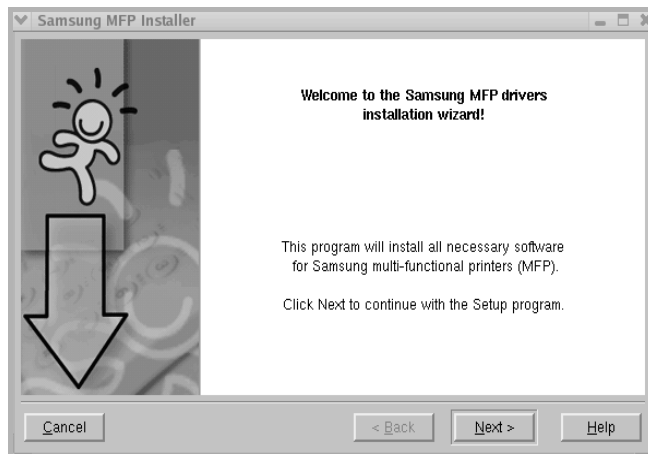 Samsung MFP Installer
Welcome to the Samsung MFP drivers
installation wizard!
This program will install all necessary software
for Samsung multi-functional printers (MFP).
Click Next to continue with the Setup program.
Cancel
< Back
Next >
Help